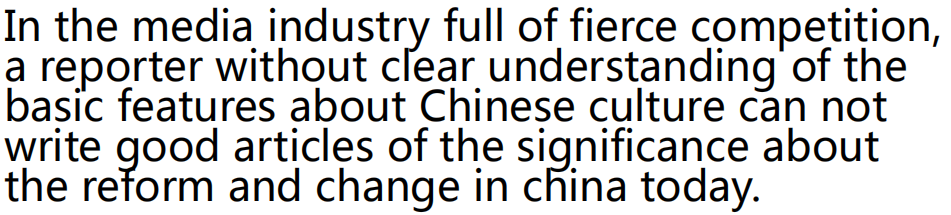 In the media industry full of fierce competition,
a reporter without clear understanding of the
basic features about Chinese culture can not
write good articles of the significance about
the reform and change in china today.